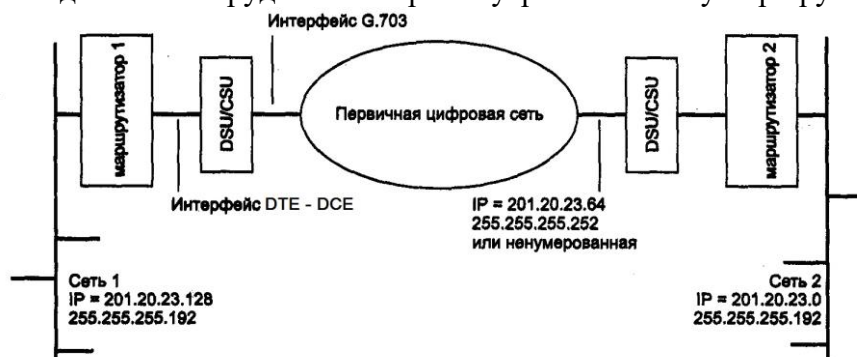 Интерфейс G.703
маршрутизатор 1
DSU/CSU
Первичная цифровая сеть
DSU/CSU
маршрутизатор 2
Интерфейс DTE - DCE
IP = 201.20.23.64
255.255.255.252
или ненумерованная
Сеть 1
IP = 201.20.23.128
255.255.255.192
Сеть 2
IP = 201.20.23.0
255.255.255.192